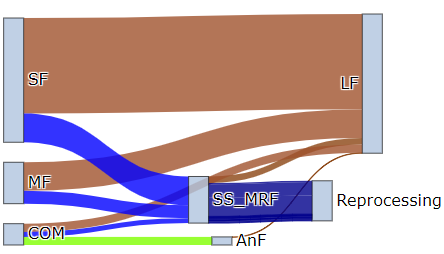 SF
LF
MF
SS_MRF
Reprocessing
COM
AnF